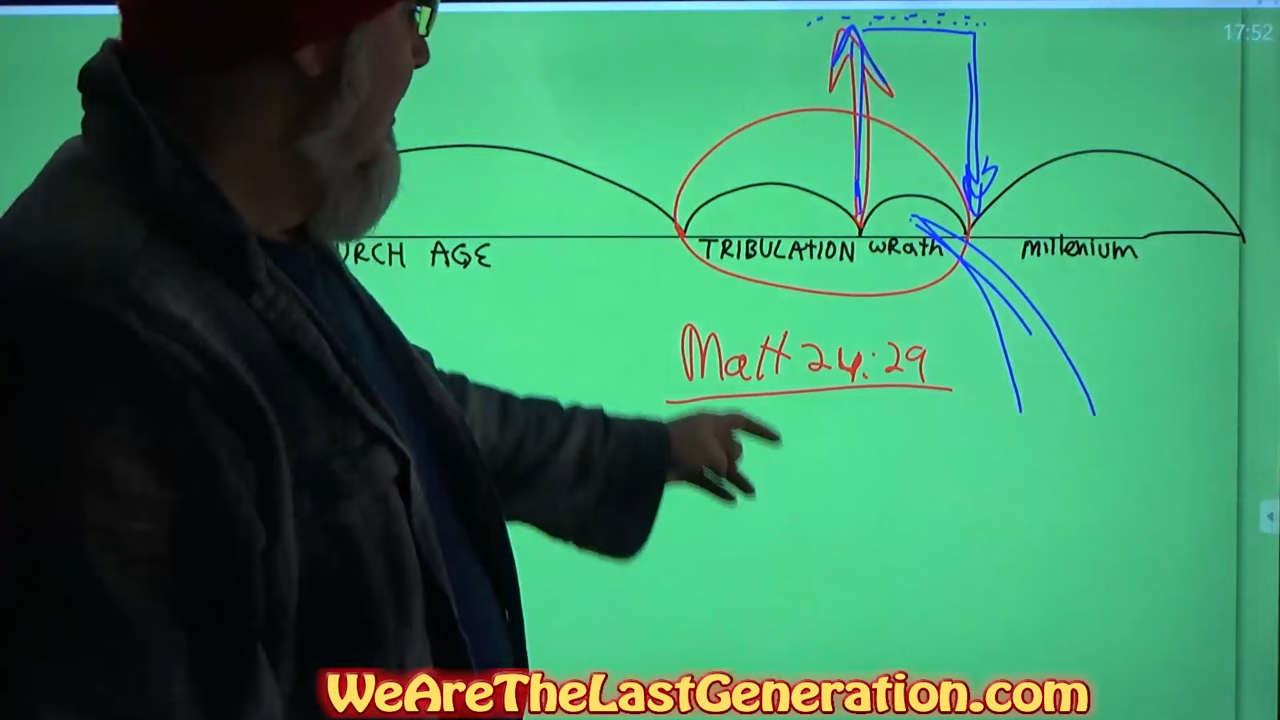 17:52
URCH AGE
TRIBULATION wRath millenium
Matt 24:29
WeAreTheLastGeneration.com